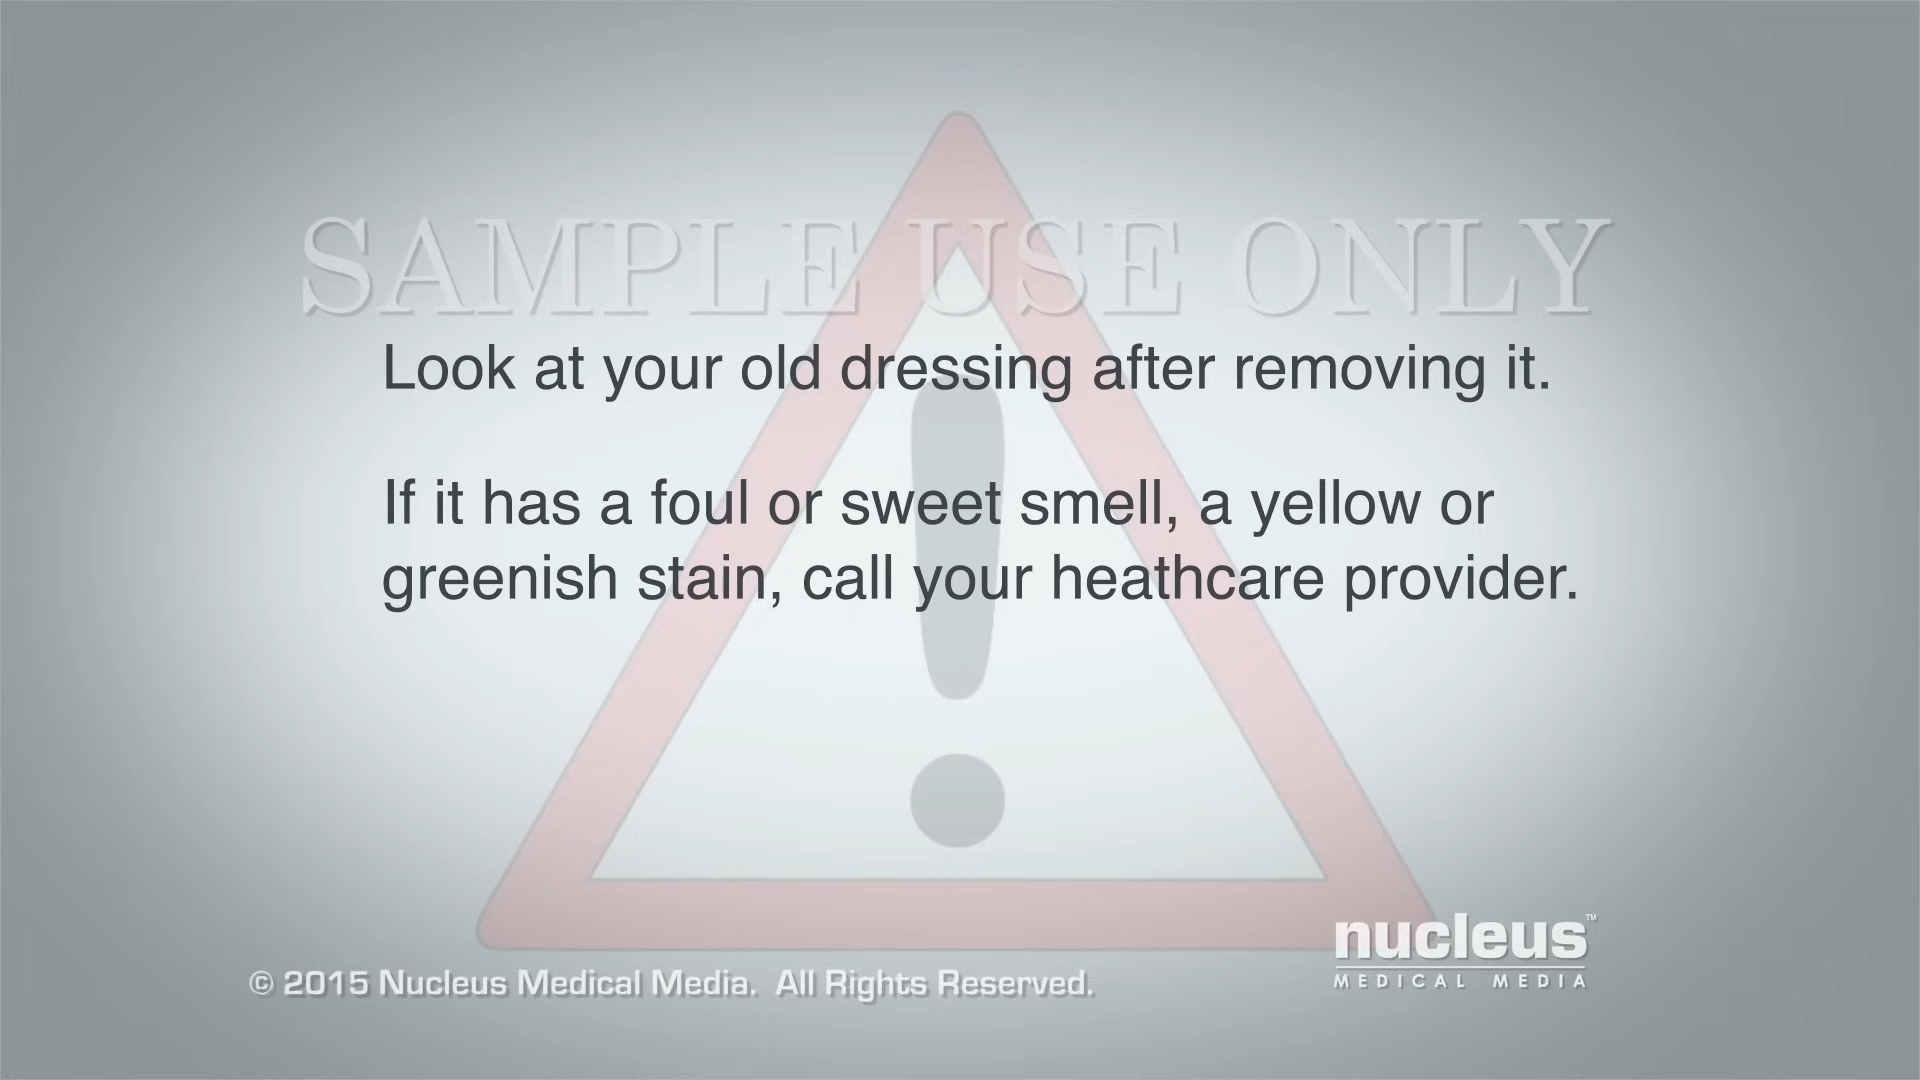 SAMPLE USE ONLY
Look at your old dressing after removing it.
If it has a foul or sweet smell, a yellow or
greenish stain, call your heathcare provider.
nucleus™
MEDICAL MEDIA
© 2015 Nucleus Medical Media. All Rights Reserved.